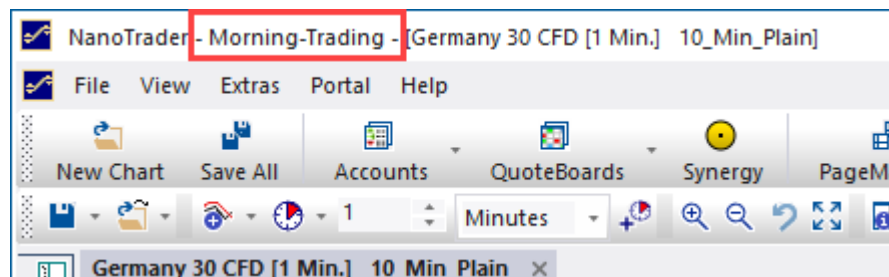 NanoTrader - Morning-Trading - [Germany 30 CFD [1 Min.] 10_Min_Plain]
File View Extras Portal Help
New Chart Save All Accounts QuoteBoards Synergy PageM
1 Minutes
Germany 30 CFD [1 Min.] 10_Min_Plain